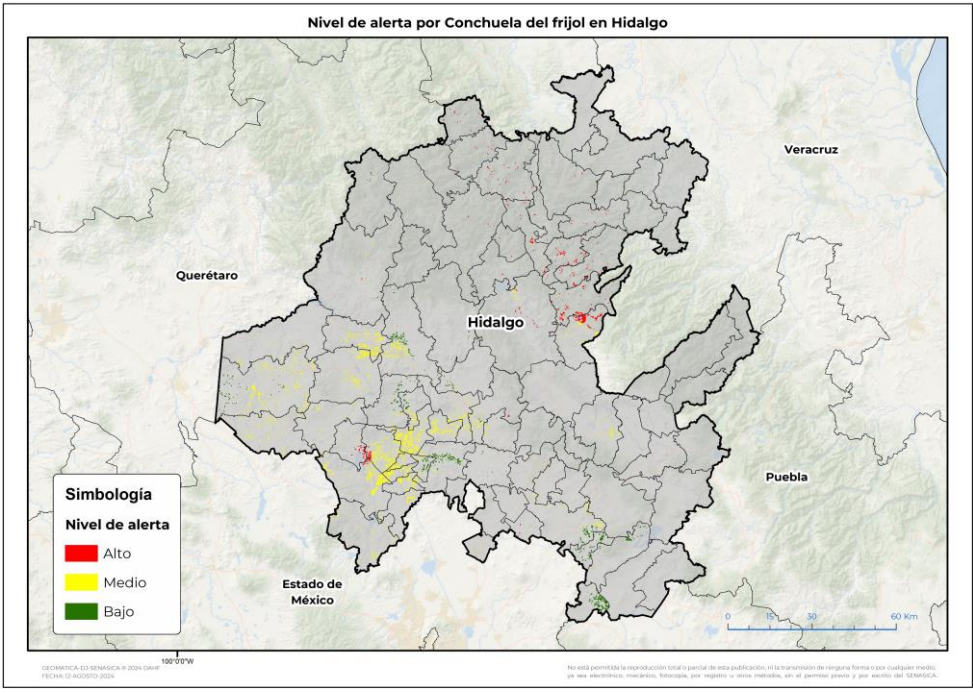 Nivel de alerta por Conchuela del frijol en Hidalgo
Veracruz
Querétaro
Hidalgo
Puebla
Estado de
México
Simbología
Nivel de alerta
Alto
Medio
Bajo
0 15 30 60 Km
100°0'0"W
GEOMATICA-DJ-SENASICA © 2024 DAHF
FECHA: 12-AGOSTO-2024
No está permitida la reproducción total o parcial de esta publicación, ni la transmisión de ninguna forma o por cualquier medio,
ya sea electrónico, mecánico, fotocopia, por registro u otros métodos, sin el permiso previo y por escrito del SENASICA.